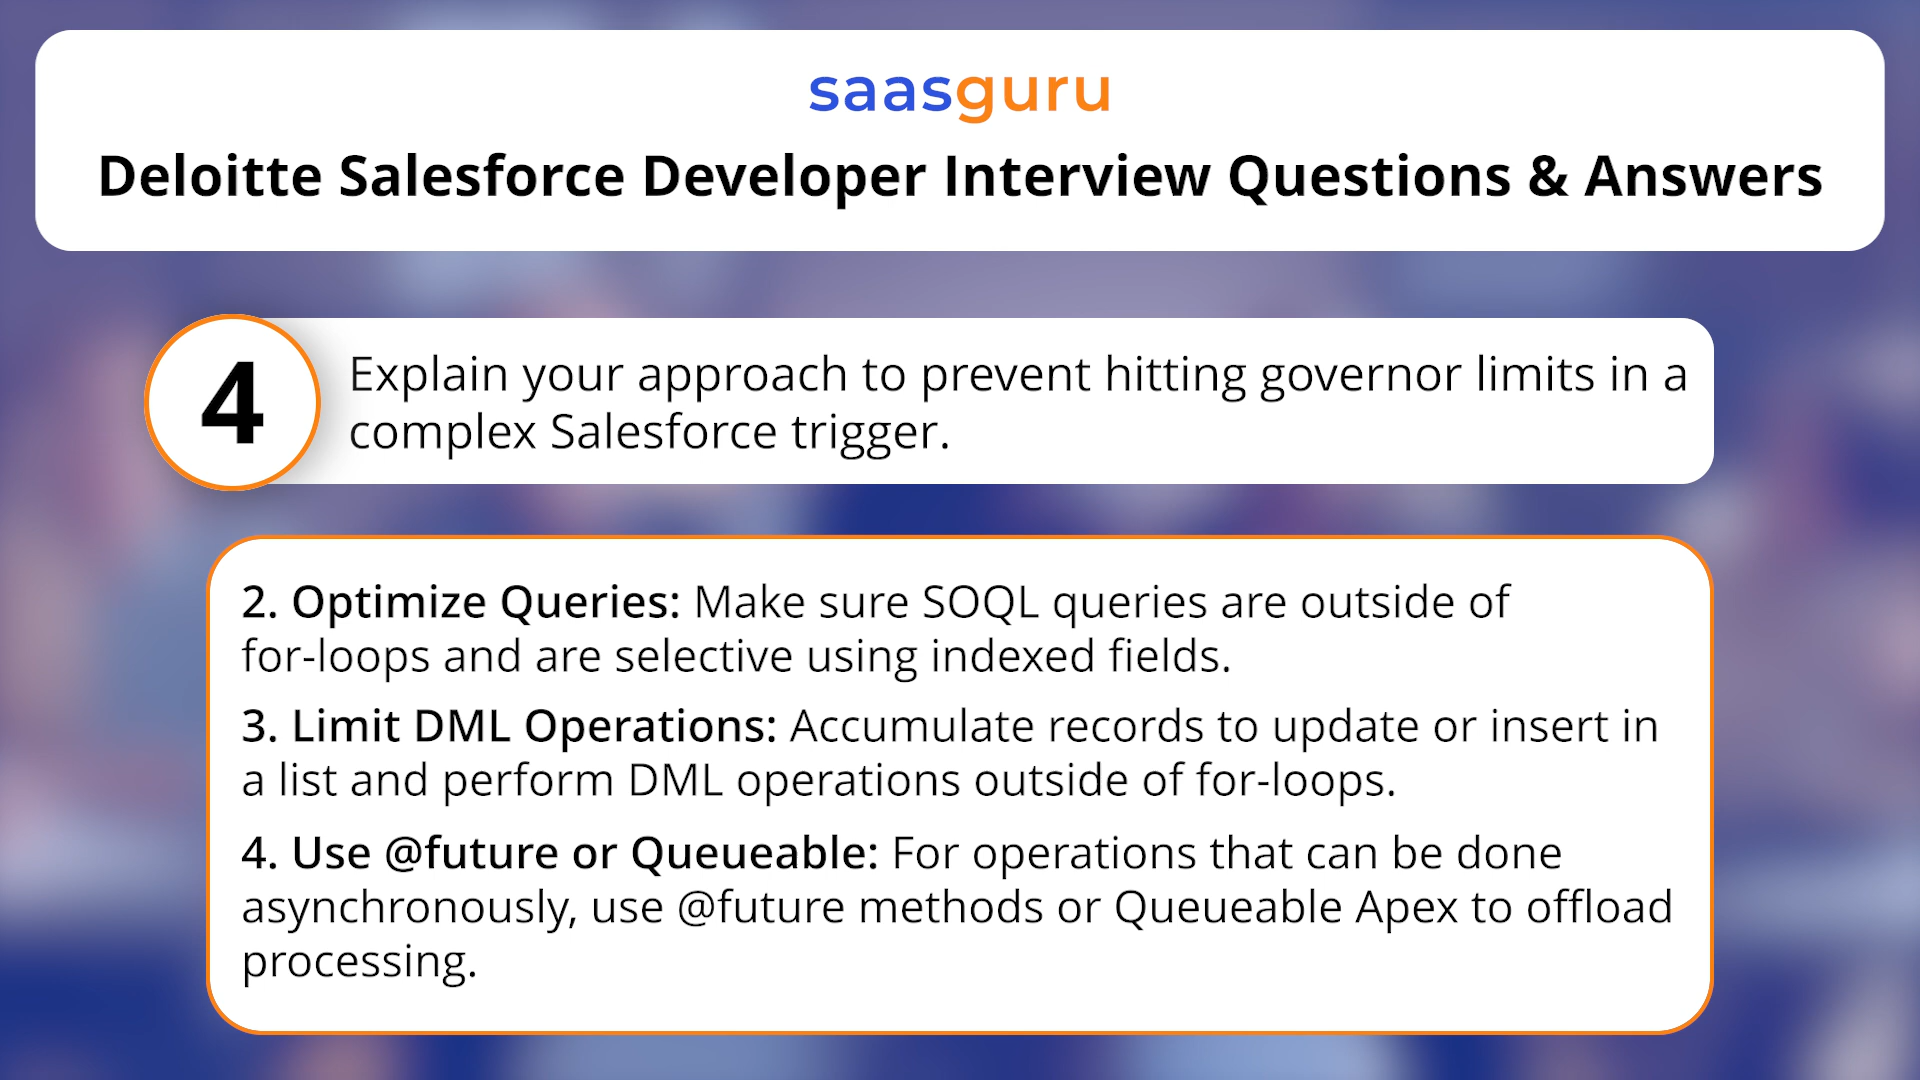 saasguru
Deloitte Salesforce Developer Interview Questions & Answers
4
Explain your approach to prevent hitting governor limits in a
complex Salesforce trigger.
2. Optimize Queries: Make sure SOQL queries are outside of
for-loops and are selective using indexed fields.
3. Limit DML Operations: Accumulate records to update or insert in
a list and perform DML operations outside of for-loops.
4. Use @future or Queueable: For operations that can be done
asynchronously, use @future methods or Queueable Apex to offload
processing.